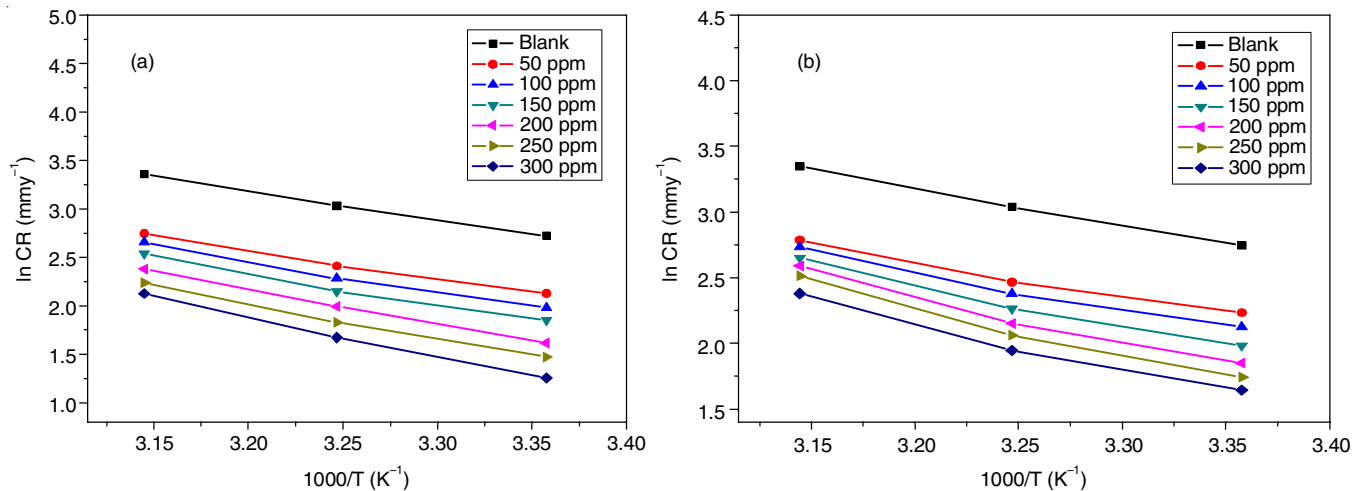 (a)
Blank
50 ppm
100 ppm
150 ppm
200 ppm
250 ppm
300 ppm
5.0
4.5
4.0
3.5
3.0
2.5
2.0
1.5
1.0
ln CR (mmy⁻¹)
3.15 3.20 3.25 3.30 3.35 3.40
1000/T (K⁻¹)
(b)
Blank
50 ppm
100 ppm
150 ppm
200 ppm
250 ppm
300 ppm
4.5
4.0
3.5
3.0
2.5
2.0
1.5
ln CR (mmy⁻¹)
3.15 3.20 3.25 3.30 3.35 3.40
1000/T (K⁻¹)